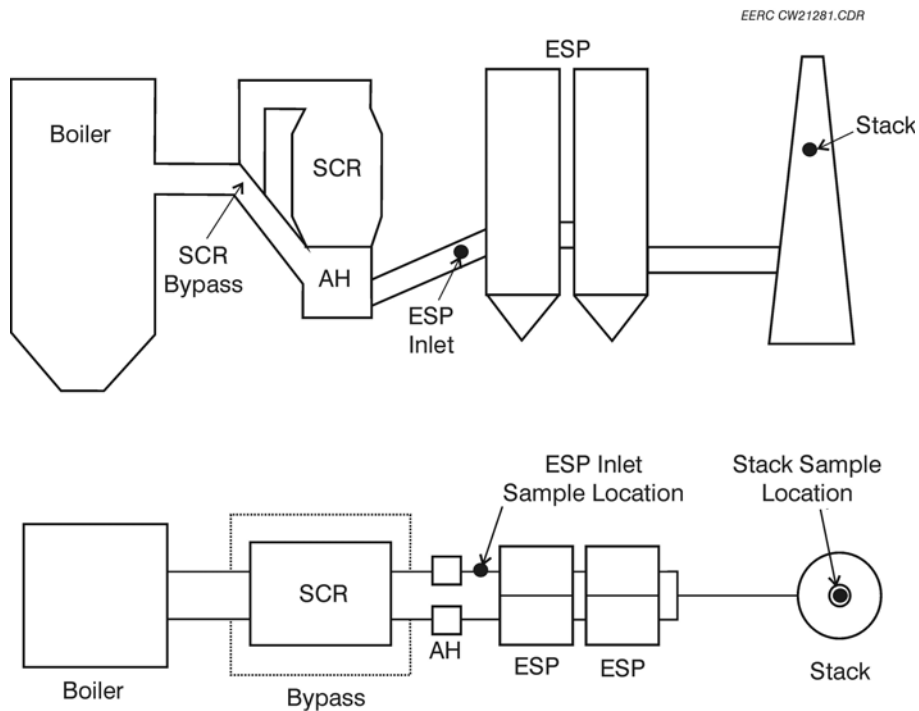 EERC CW21281.CDR
ESP
Boiler
SCR
Stack
SCR
Bypass
AH
ESP
Inlet
ESP Inlet
Sample Location
Stack Sample
Location
SCR
AH
ESP
ESP
Boiler
Bypass
Stack